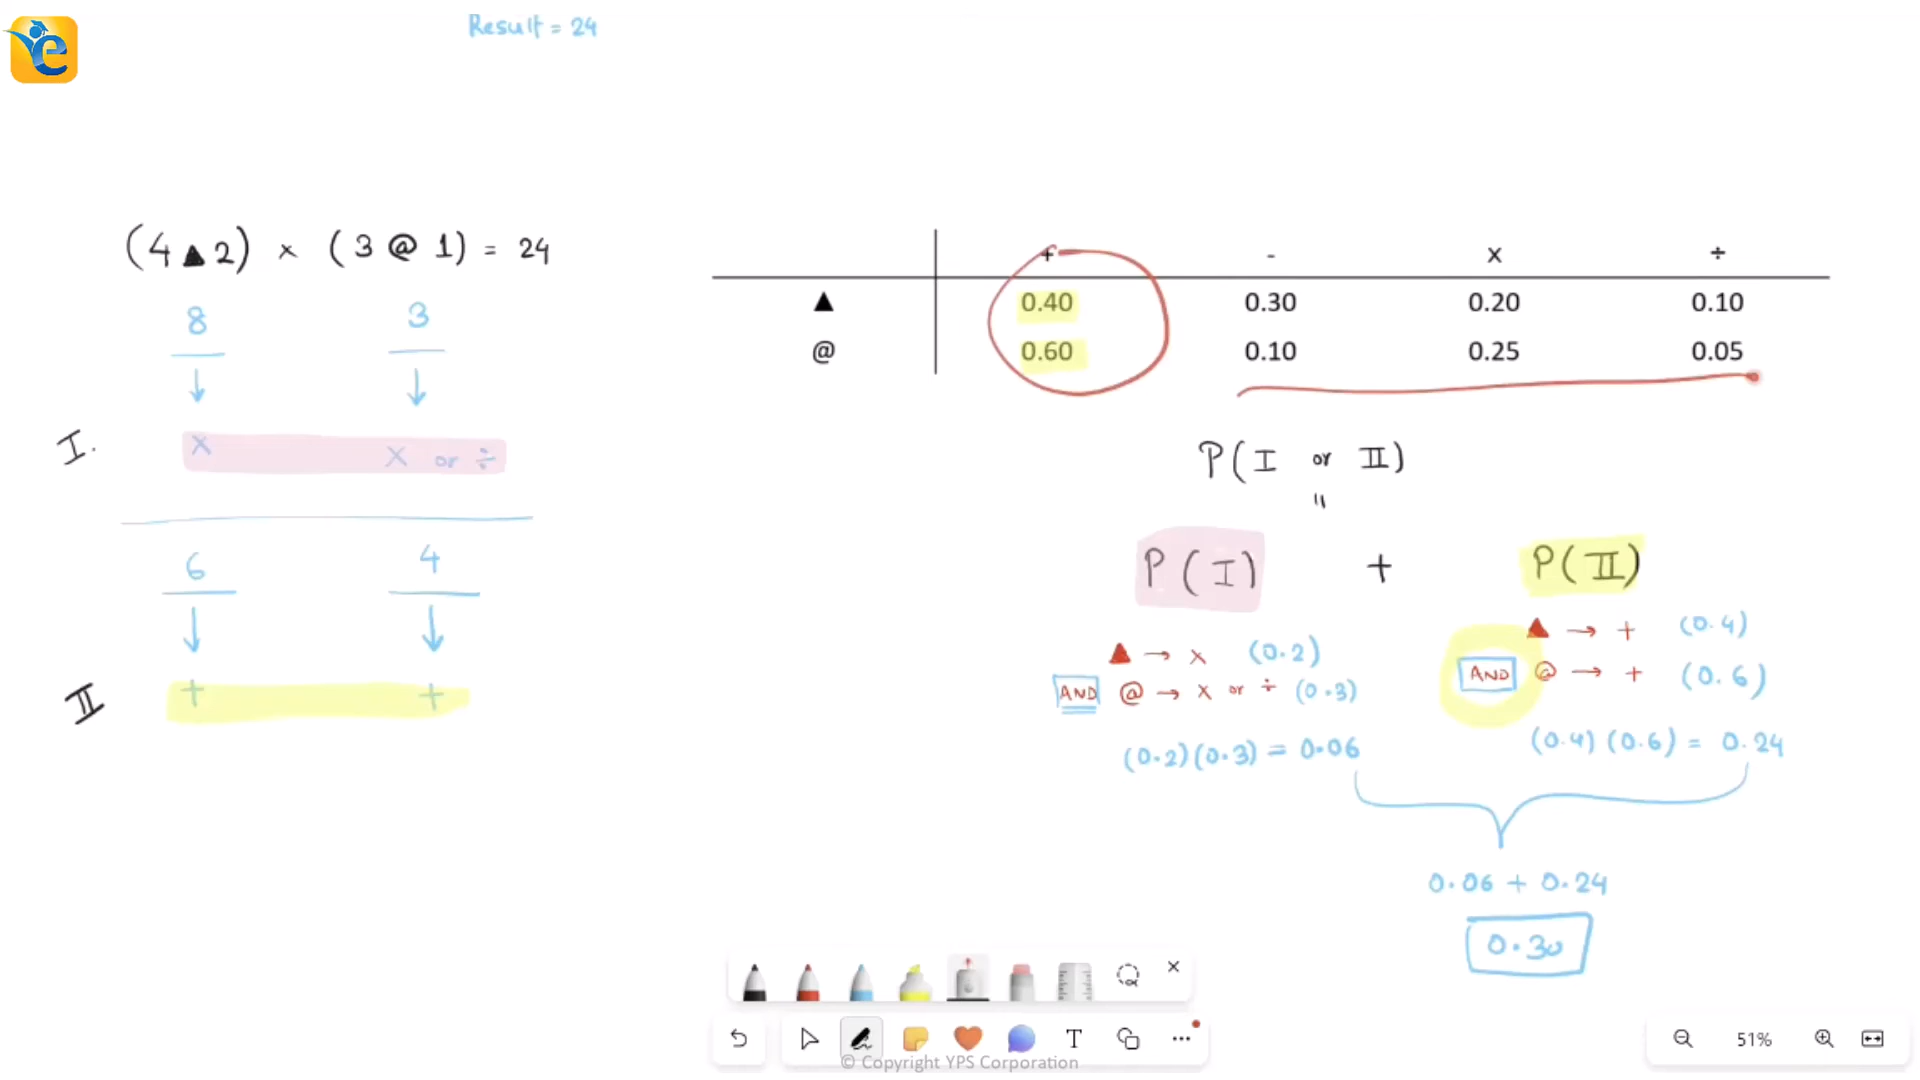 Result = 24
(4 ▲ 2) × (3 @ 1) = 24
8 3
I. × × or ÷
6 4
II + +
+ - x ÷
▲ 0.40 0.30 0.20 0.10
@ 0.60 0.10 0.25 0.05
P(I or II)
"
P(I) + P(II)
▲ → × (0.2)
AND @ → × or ÷ (0.3)
(0.2)(0.3) = 0.06
▲ → + (0.4)
AND @ → + (0.6)
(0.4)(0.6) = 0.24
0.06 + 0.24
0.30
T
51%
© Copyright YPS Corporation